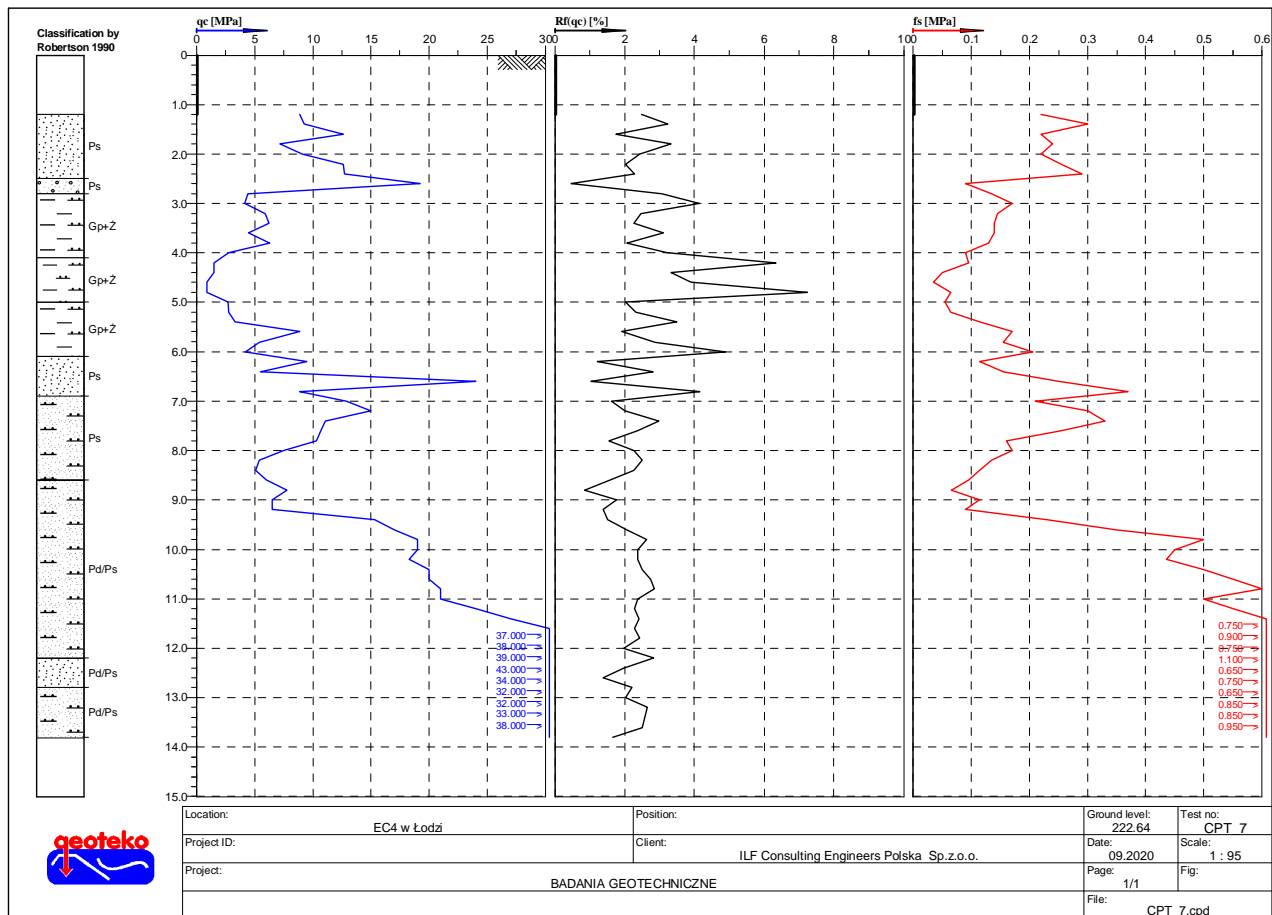 Classification by
Robertson 1990
qc [MPa]
Rf(qc) [%]
fs [MPa]
0 5 10 15 20 25 30
0 2 4 6 8 10
0 0.1 0.2 0.3 0.4 0.5 0.6
0
1.0
2.0
3.0
4.0
5.0
6.0
7.0
8.0
9.0
10.0
11.0
12.0
13.0
14.0
15.0
Ps
Ps
Gp+Ż
Gp+Ż
Gp+Ż
Ps
Ps
Pd/Ps
Pd/Ps
Pd/Ps
37.000
38.000
39.000
43.000
34.000
32.000
32.000
33.000
38.000
0.750
0.900
0.750
1.100
0.650
0.750
0.650
0.850
0.850
0.950
geoteko
Location:
EC4 w Łodzi
Position:
Ground level:
222.64
Test no:
CPT_7
Project ID:
Client:
ILF Consulting Engineers Polska Sp.z.o.o.
Date:
09.2020
Scale:
1 : 95
Project:
BADANIA GEOTECHNICZNE
Page:
1/1
Fig:
File:
CPT_7.cpd